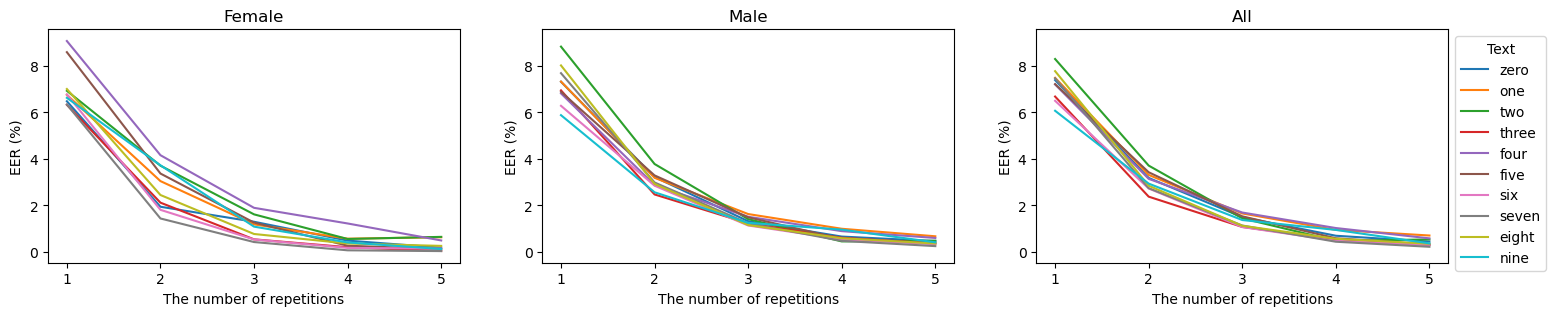 Female
8
6
4
2
0
EER (%)
1 2 3 4 5
The number of repetitions
Male
8
6
4
2
0
EER (%)
1 2 3 4 5
The number of repetitions
All
8
6
4
2
0
EER (%)
1 2 3 4 5
The number of repetitions
Text
zero
one
two
three
four
five
six
seven
eight
nine